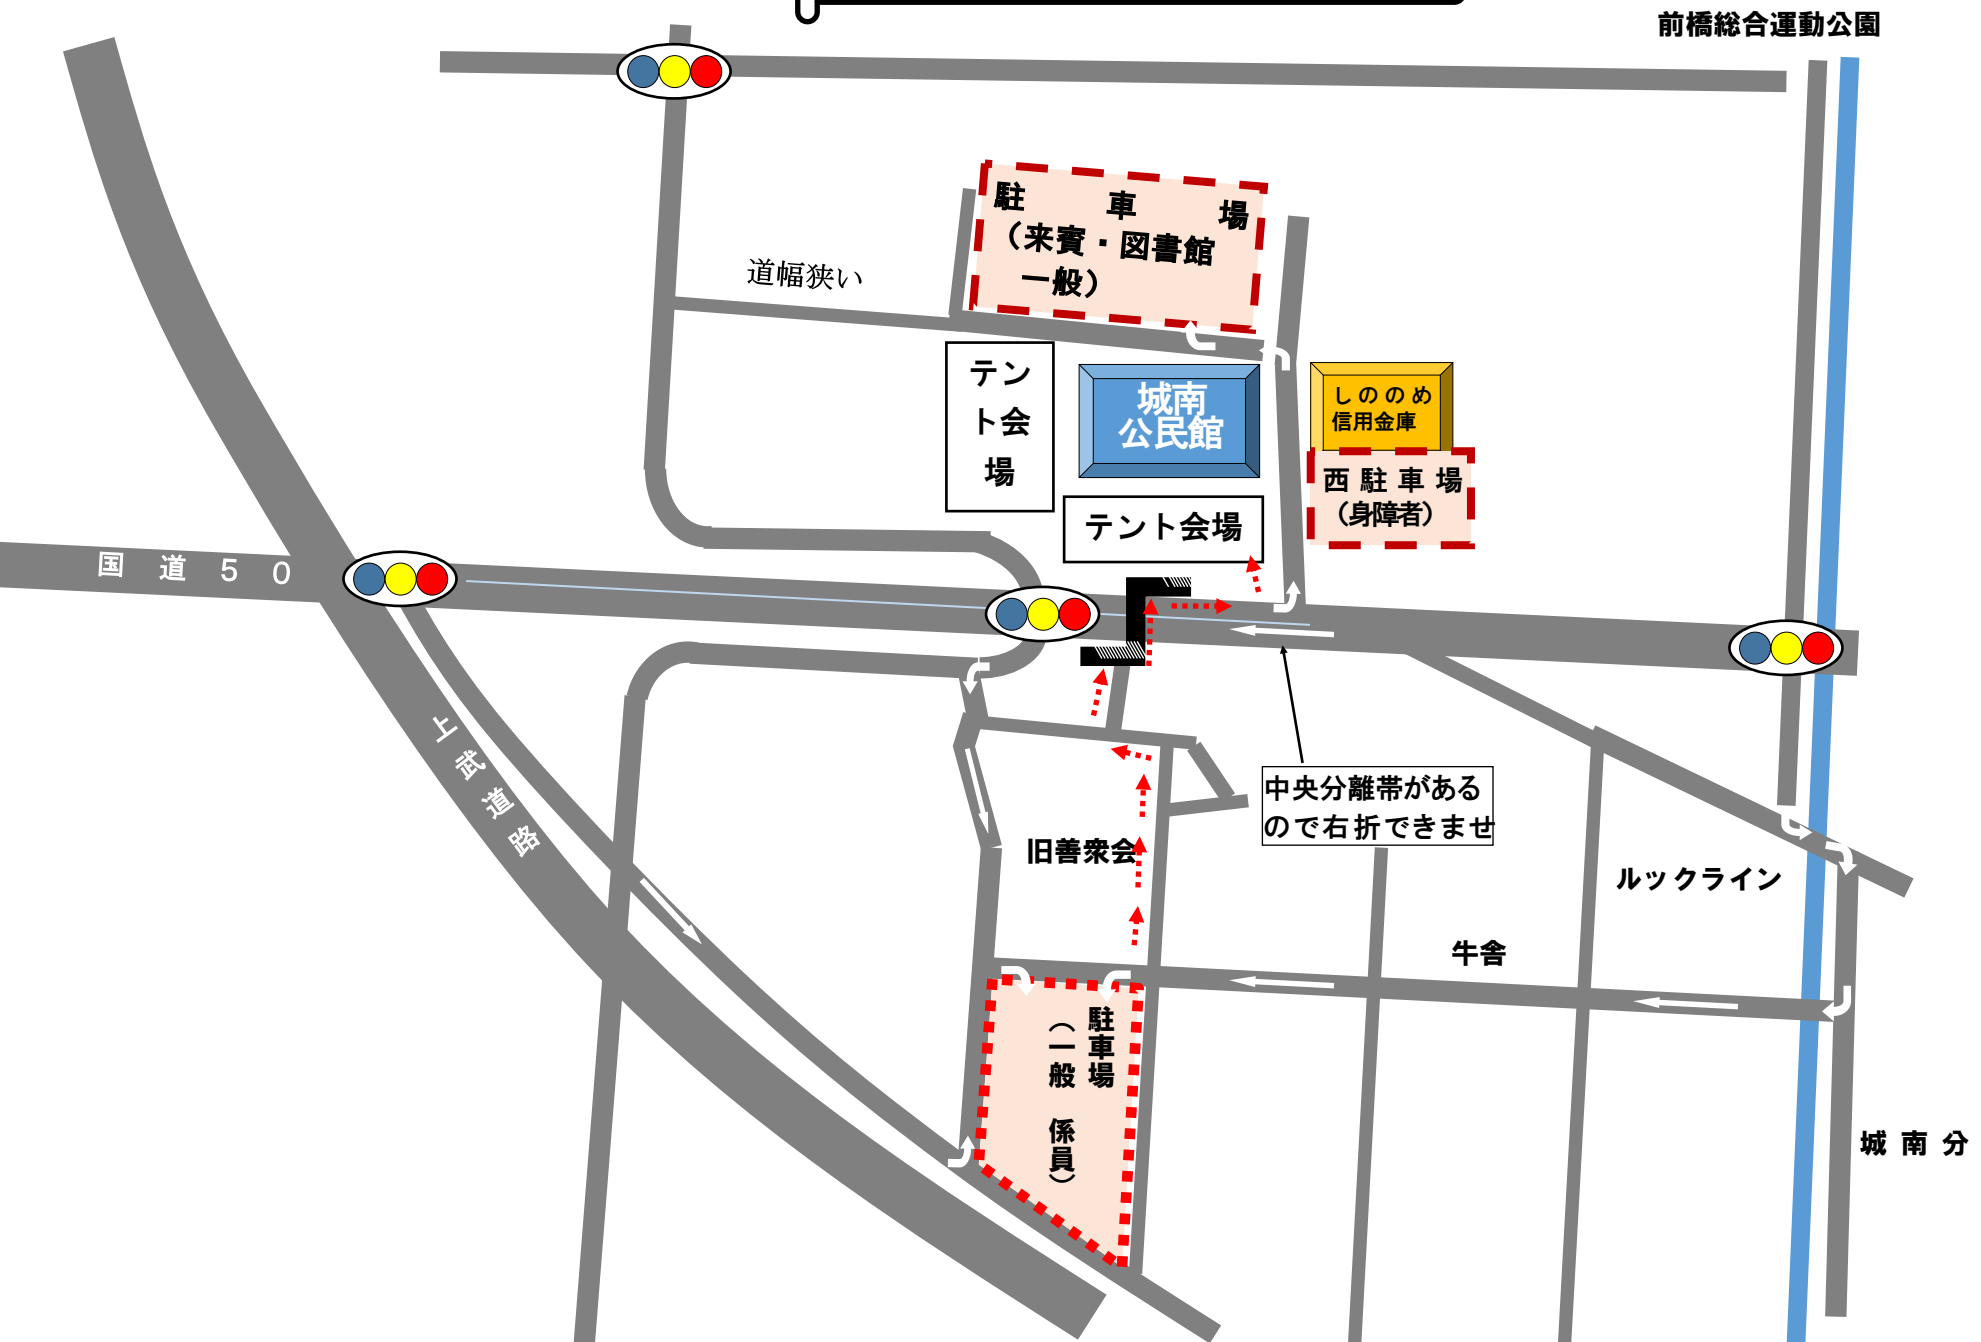 前橋総合運動公園
駐車場
（来賓・図書館
一般）
道幅狭い
テン
ト会
場
城南
公民館
しののめ
信用金庫
西駐車場
（身障者）
テント会場
国道５０
上武道路
中央分離帯がある
ので右折できませ
旧善衆会
ルックライン
牛舎
駐車場
（一般　係員）
城南分